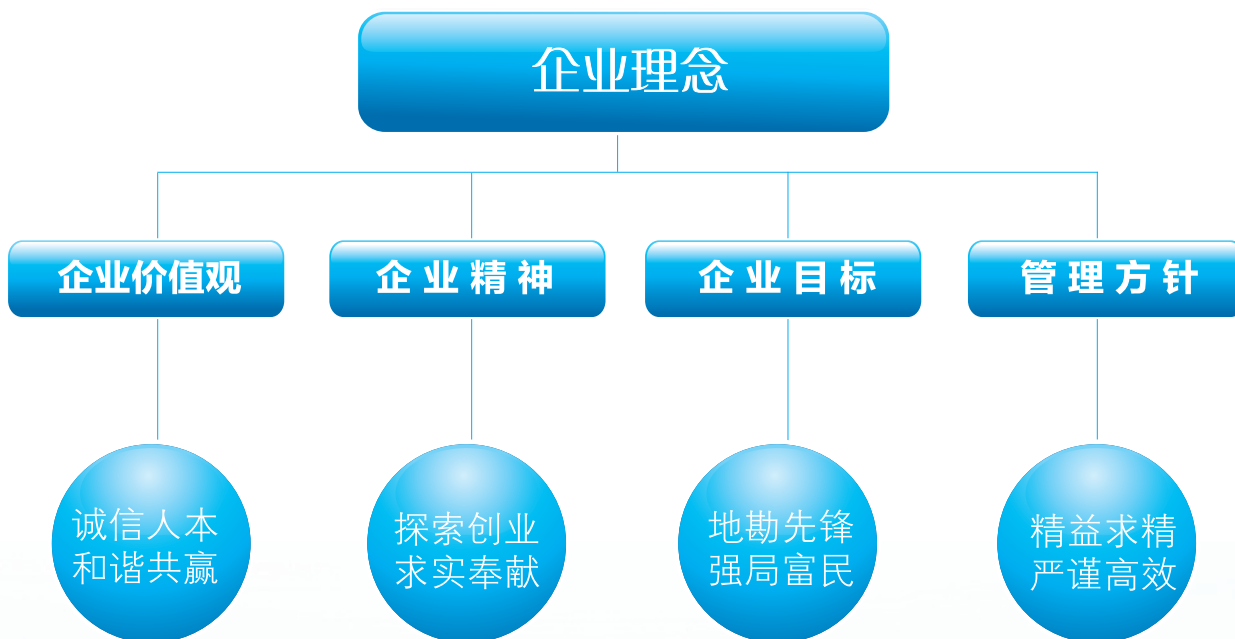 企业理念
企业价值观
企业精神
企业目标
管理方针
诚信人本
和谐共赢
探索创业
求实奉献
地勘先锋
强局富民
精益求精
严谨高效